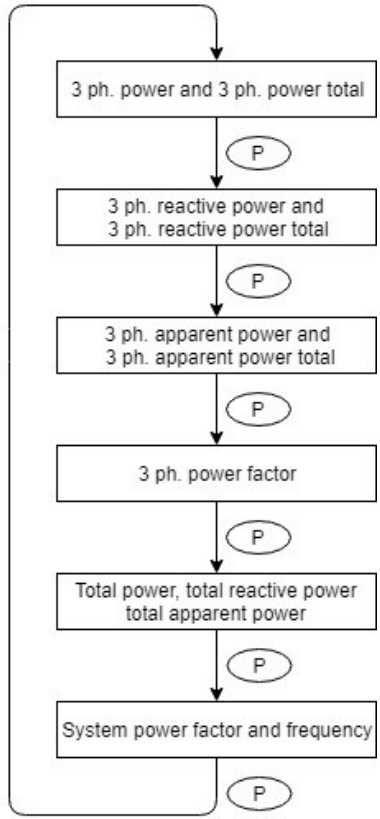 3 ph. power and 3 ph. power total
P
3 ph. reactive power and
3 ph. reactive power total
P
3 ph. apparent power and
3 ph. apparent power total
P
3 ph. power factor
P
Total power, total reactive power
total apparent power
P
System power factor and frequency
P